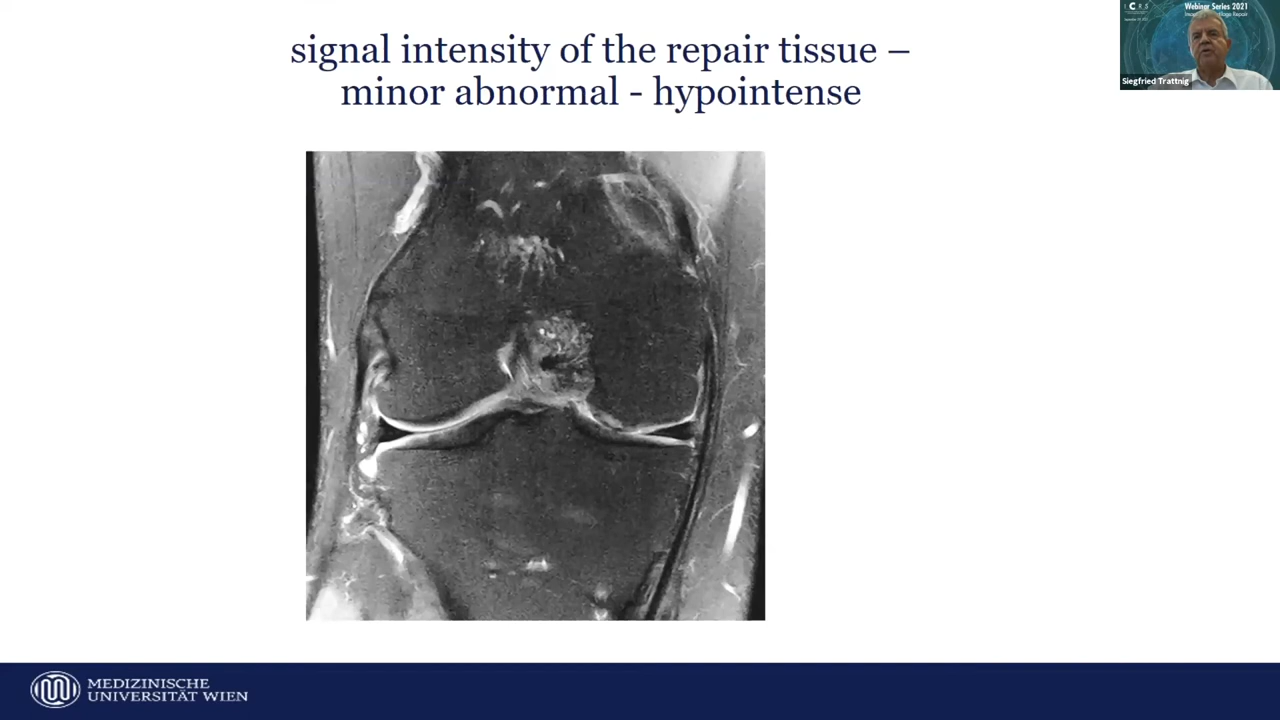 signal intensity of the repair tissue –
minor abnormal - hypointense
I C R S
Webinar Series 2021
Siegfried Trattnig
MEDIZINISCHE
UNIVERSITÄT WIEN